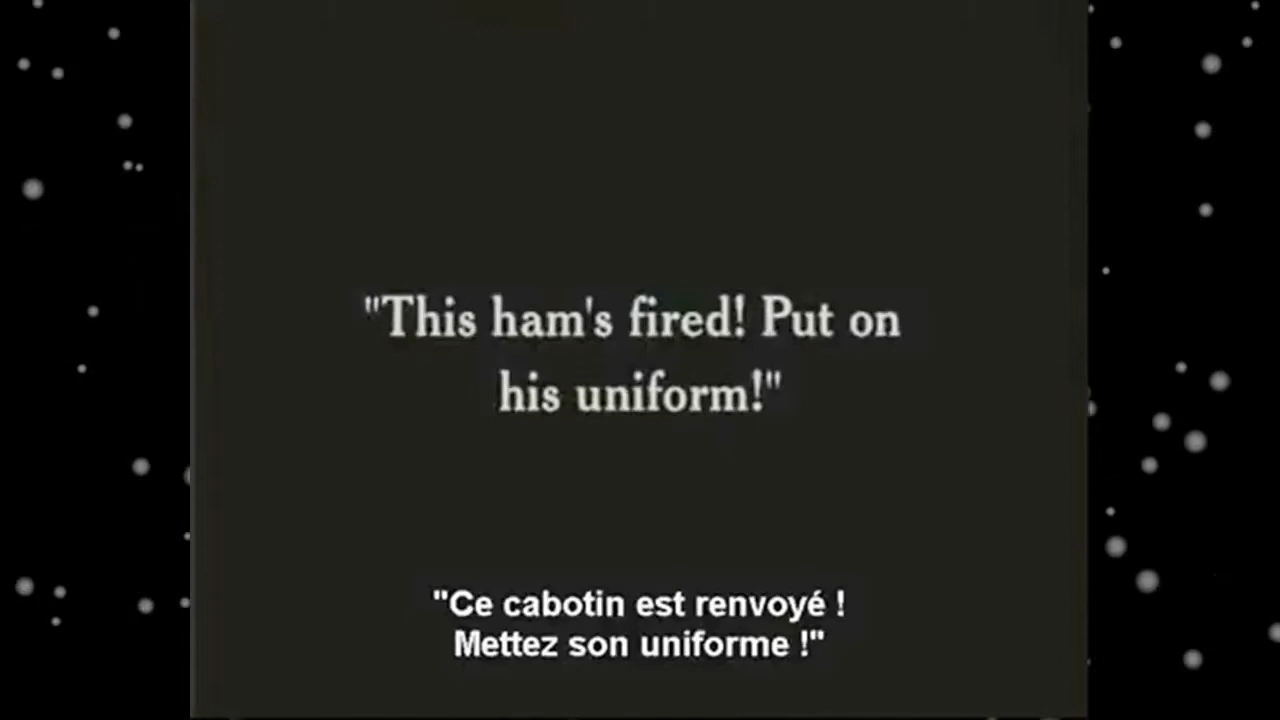 "This ham's fired! Put on
his uniform!"
"Ce cabotin est renvoyé !
Mettez son uniforme !"